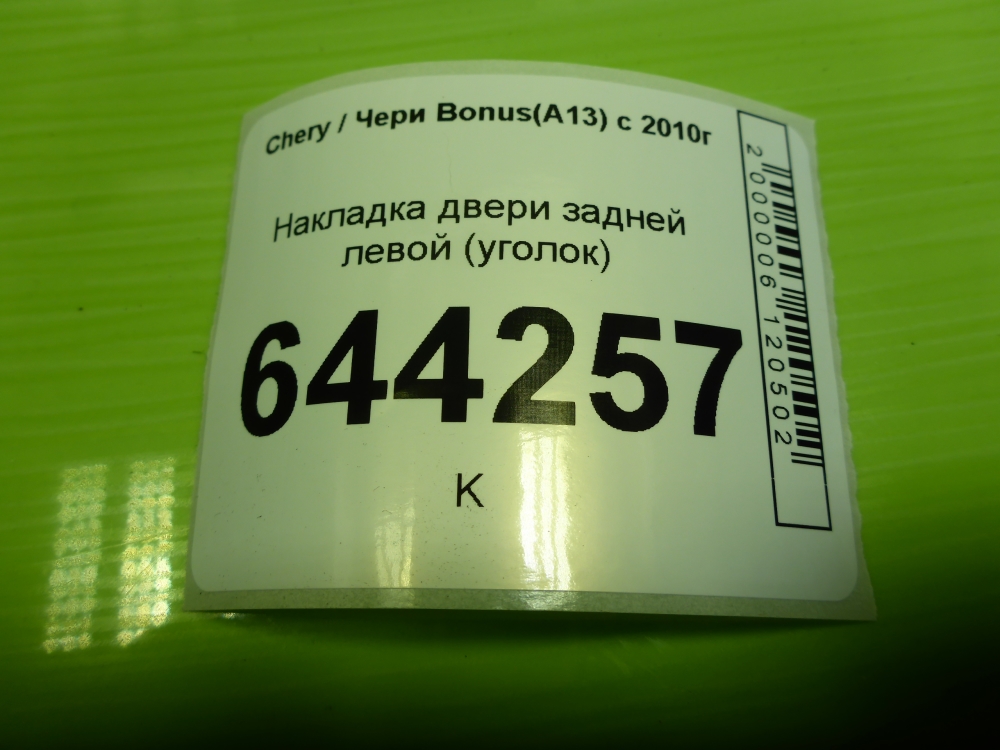 Chery / Чери Bonus(A13) с 2010г
Накладка двери задней
левой (уголок)
644257
К
2000006120502